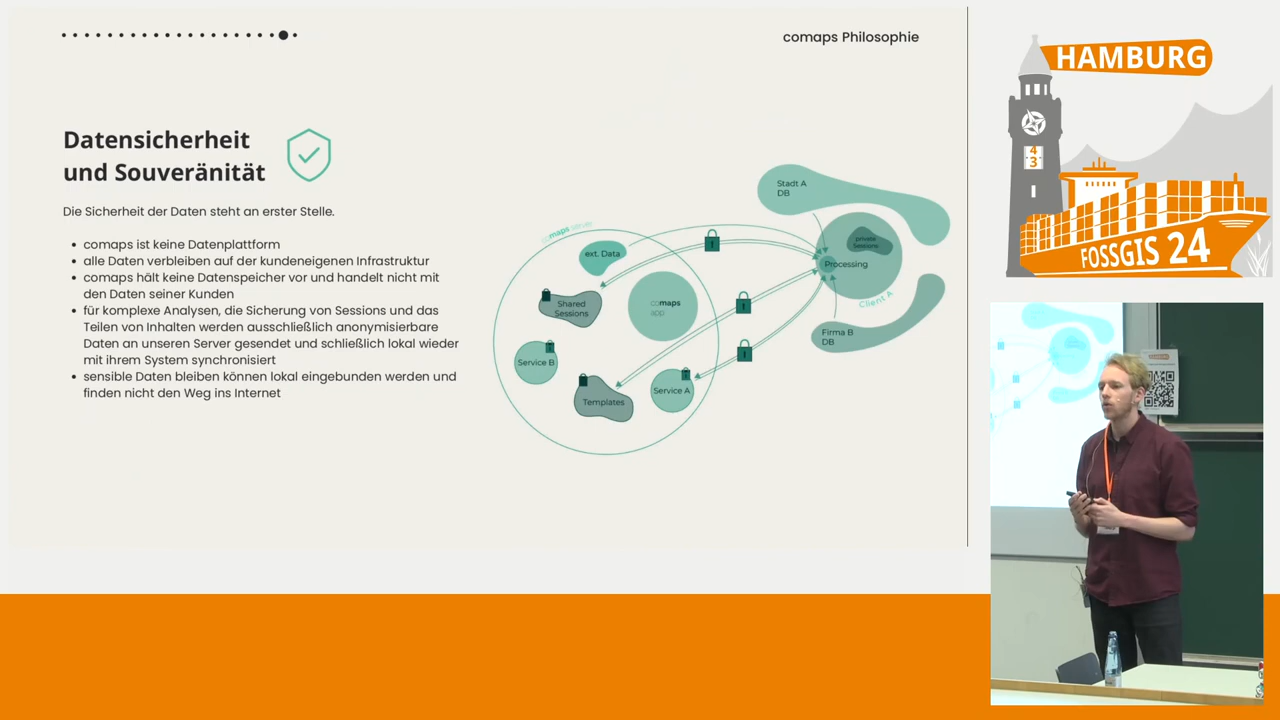 comaps Philosophie
Datensicherheit
und Souveränität
Die Sicherheit der Daten steht an erster Stelle.
comaps ist keine Datenplattform
alle Daten verbleiben auf der kundeneigenen Infrastruktur
comaps hält keine Datenspeicher vor und handelt nicht mit
den Daten seiner Kunden
für komplexe Analysen, die Sicherung von Sessions und das
Teilen von Inhalten werden ausschließlich anonymisierbare
Daten an unseren Server gesendet und schließlich lokal wieder
mit ihrem System synchronisiert
sensible Daten bleiben können lokal eingebunden werden und
finden nicht den Weg ins Internet
comaps server
ext. Data
Shared
Sessions
comaps
app
Service B
Templates
Service A
Stadt A
DB
private
Sessions
Processing
Client A
Firma B
DB
HAMBURG
4
3
FOSSGIS 24